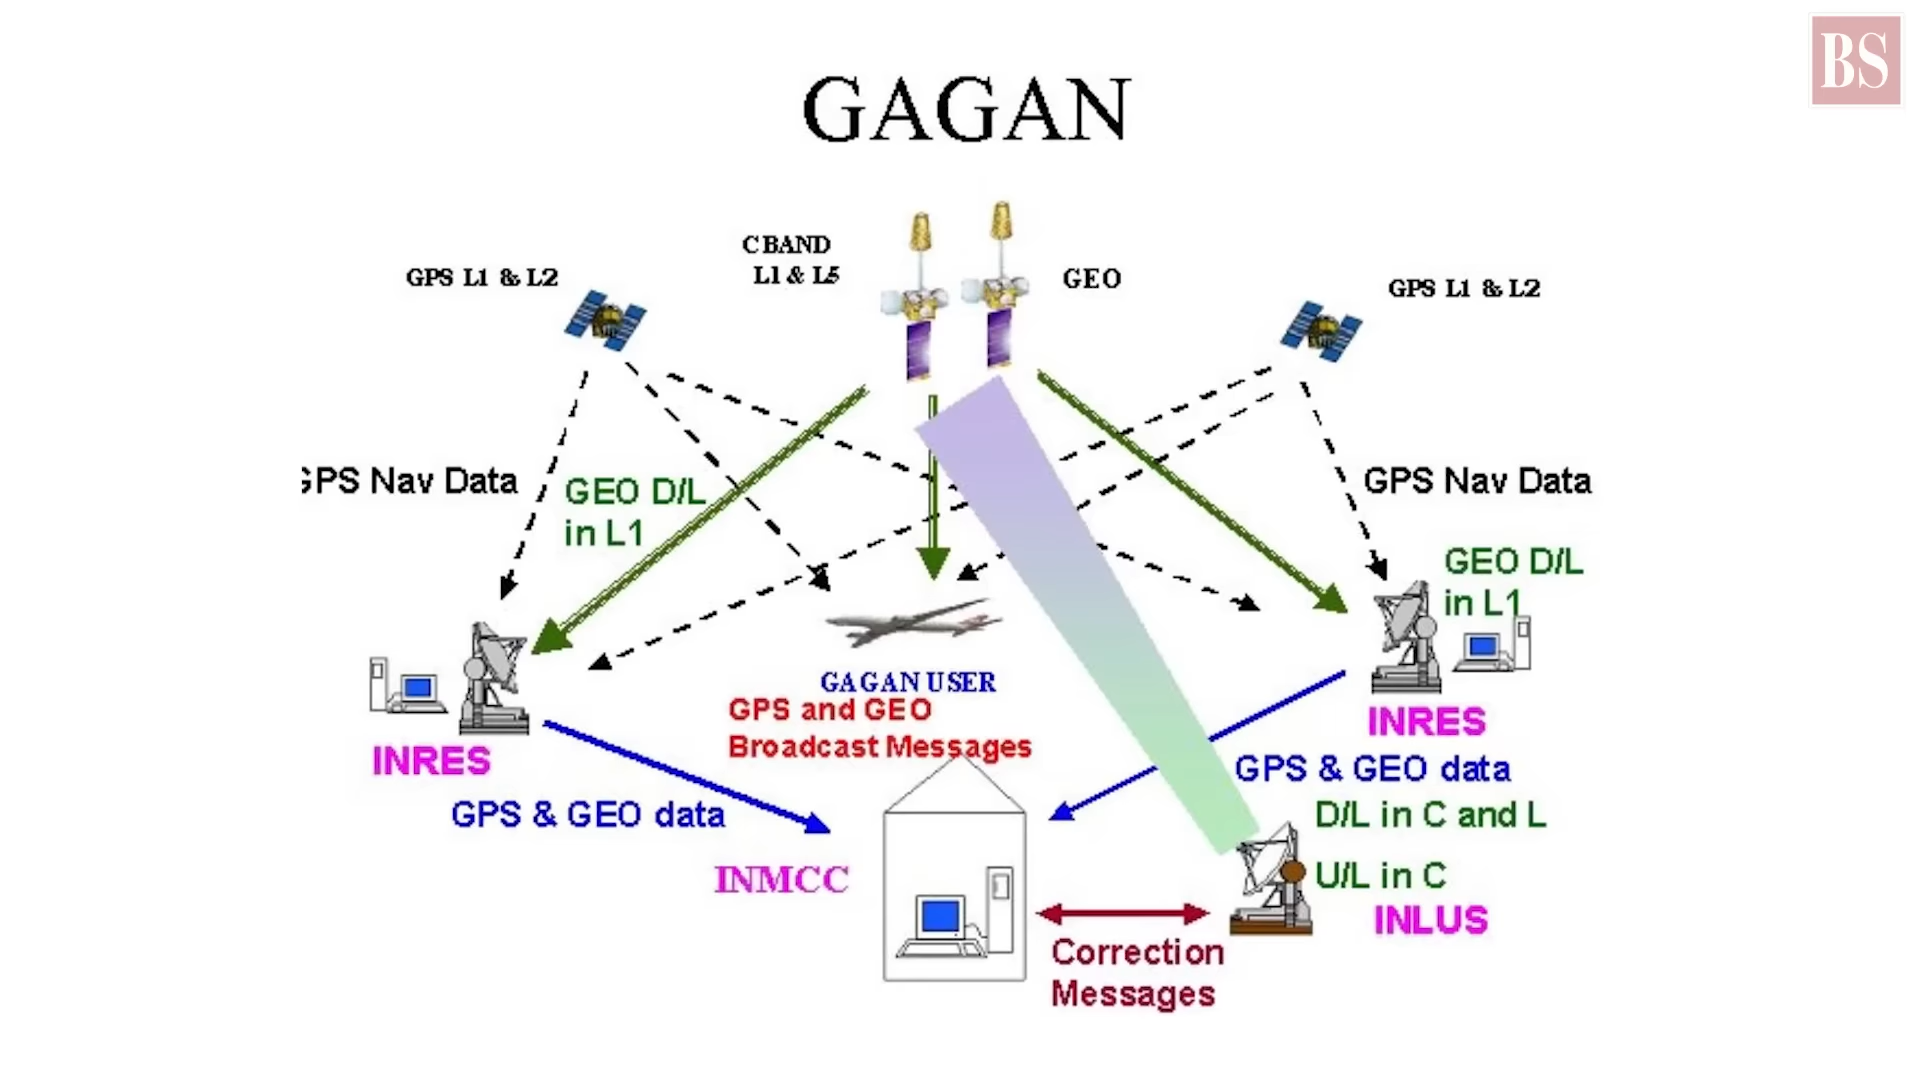 BS
GAGAN
C BAND
L1 & L5
GEO
GPS L1 & L2
GPS L1 & L2
GPS Nav Data
GEO D/L
in L1
GPS Nav Data
GEO D/L
in L1
GAGAN USER
GPS and GEO
Broadcast Messages
INRES
INRES
GPS & GEO data
GPS & GEO data
D/L in C and L
U/L in C
INLUS
INMCC
Correction
Messages